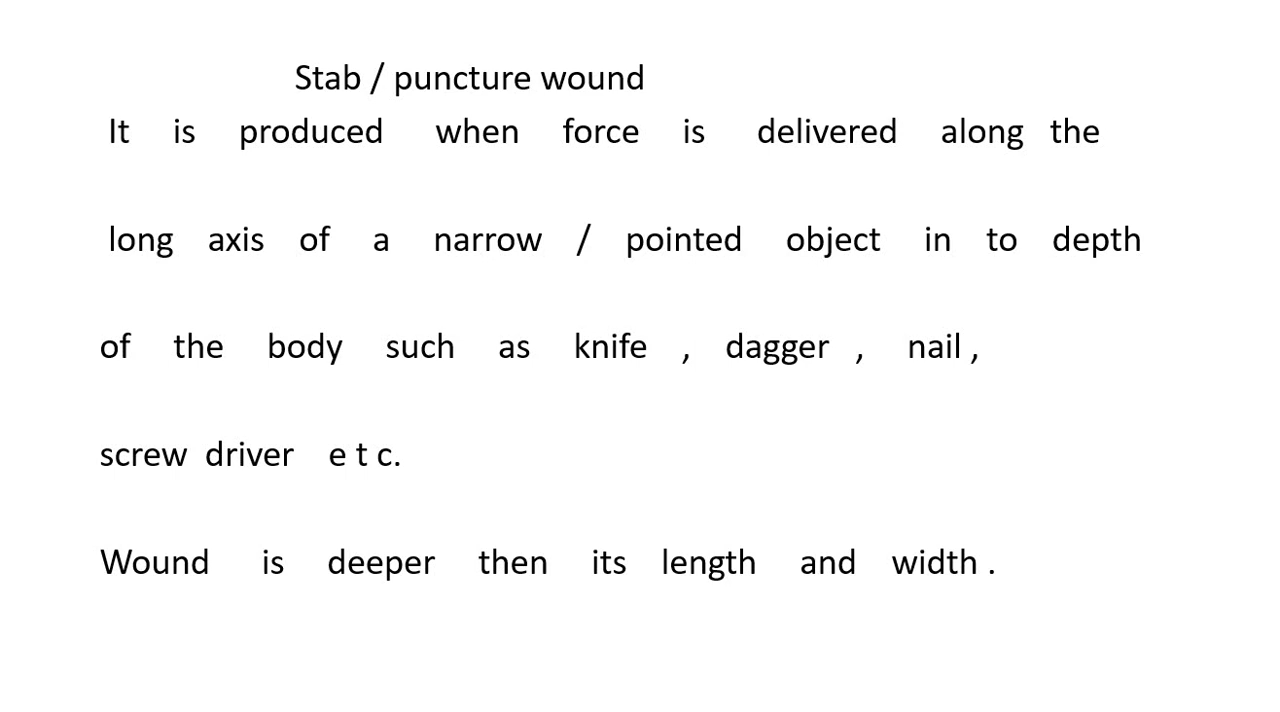 Stab / puncture wound
It is produced when force is delivered along the
long axis of a narrow / pointed object in to depth
of the body such as knife , dagger , nail ,
screw driver e t c.
Wound is deeper then its length and width .